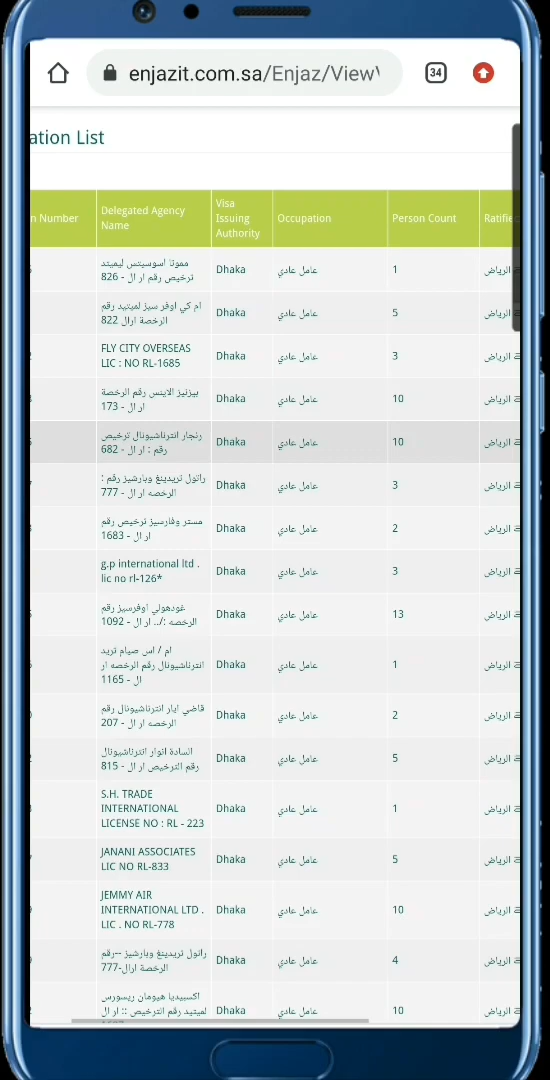 enjazit.com.sa/Enjaz/View
34
ation List
n Number
Delegated Agency
Name
Visa
Issuing
Authority
Occupation
Person Count
Ratifie
مموتا اسوسيتس ليميتد
ترخيص رقم ار ال - 826
Dhaka
عامل عادي
1
الرياض
ام كي اوفر سيز لميتيد رقم
الرخصة ارال 822
Dhaka
عامل عادي
5
الرياض
FLY CITY OVERSEAS
LIC : NO RL-1685
Dhaka
عامل عادي
3
الرياض
بيزنيز الاينس رقم الرخصة
ار ال - 173
Dhaka
عامل عادي
10
الرياض
رنجار انترناشيونال ترخيص
رقم : ار ال - 682
Dhaka
عامل عادي
10
الرياض
راتول تريدينغ وبارشيز رقم :
الرخصه ار ال - 777
Dhaka
عامل عادي
3
الرياض
مستر وفارسيز ترخيص رقم
ار ال - 1683
Dhaka
عامل عادي
2
الرياض
g.p international ltd .
lic no rl-126*
Dhaka
عامل عادي
3
الرياض
غودهولي اوفرسيز رقم
الرخصه :/.. ار ال - 1092
Dhaka
عامل عادي
13
الرياض
ام / اس صيام تريد
انترناشيونال رقم الرخصه ار
ال - 1165
Dhaka
عامل عادي
1
الرياض
قاضي ايار انترناشيونال رقم
الرخصه ار ال - 207
Dhaka
عامل عادي
2
الرياض
السادة انوار انترناشيونال
رقم الترخيص ار ال - 815
Dhaka
عامل عادي
5
الرياض
S.H. TRADE
INTERNATIONAL
LICENSE NO : RL - 223
Dhaka
عامل عادي
1
الرياض
JANANI ASSOCIATES
LIC NO RL-833
Dhaka
عامل عادي
5
الرياض
JEMMY AIR
INTERNATIONAL LTD .
LIC . NO RL-778
Dhaka
عامل عادي
10
الرياض
راتول تريدينغ وبارشيز --رقم
الرخصة ارال-777
Dhaka
عامل عادي
4
الرياض
اكسبيديا هيومان ريسورس
لميتيد رقم الترخيص :: ار ال
Dhaka
عامل عادي
10
الرياض